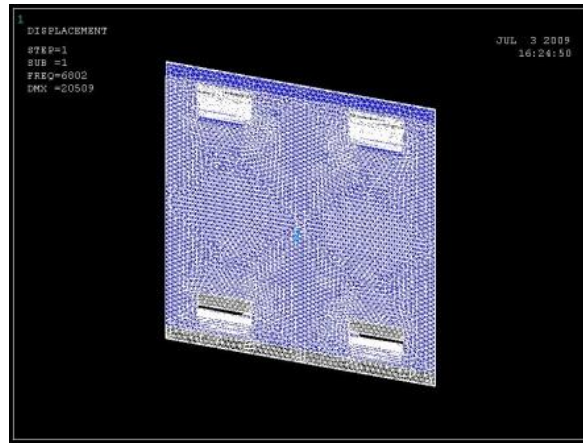 1
DISPLACEMENT
STEP=1
SUB =1
FREQ=6802
DMX =20509
JUL 3 2009
16:24:50